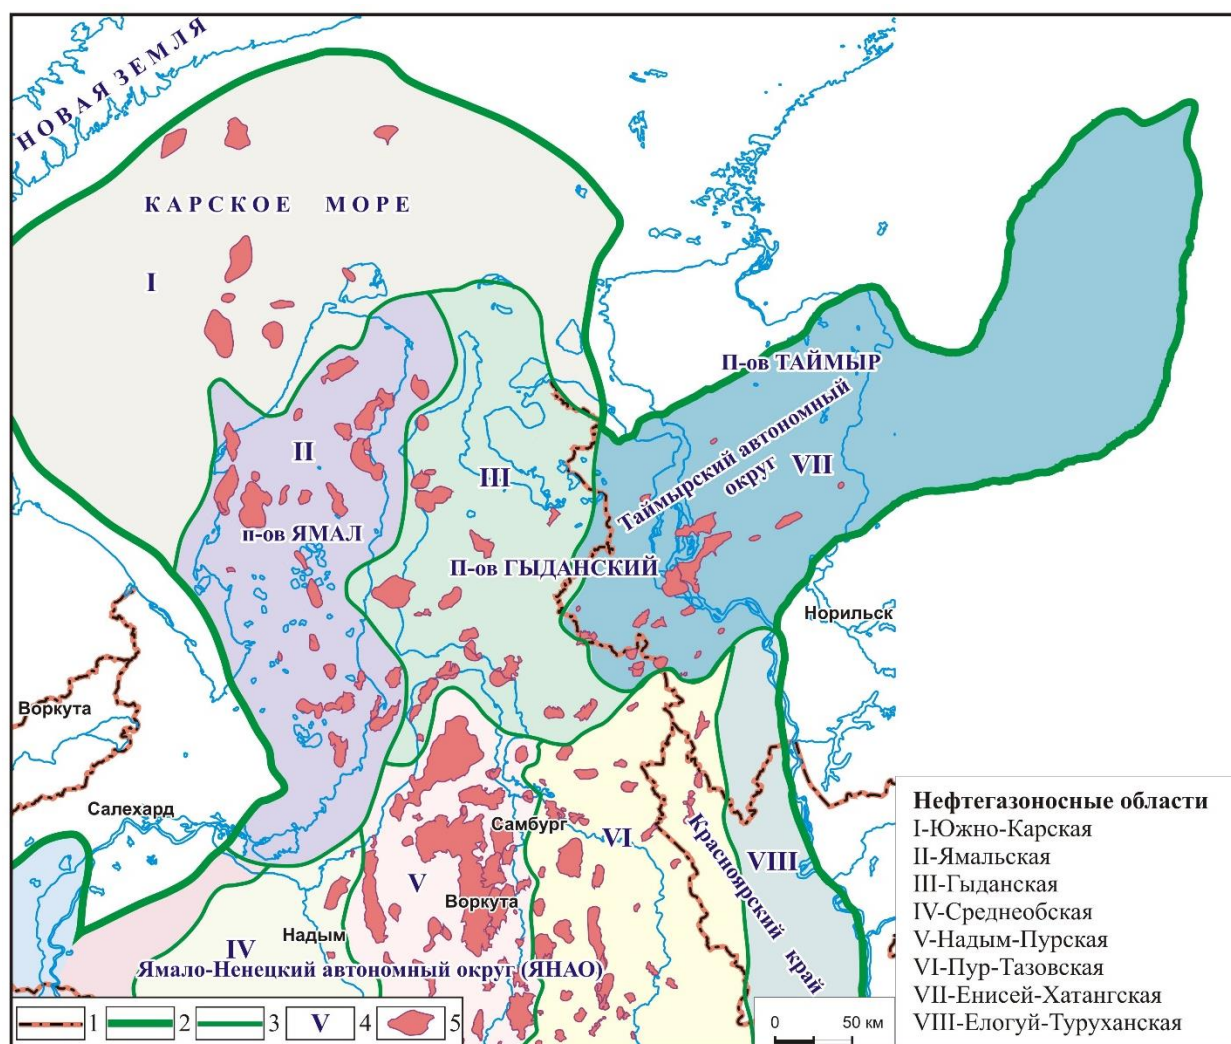 НОВАЯ ЗЕМЛЯ
КАРСКОЕ МОРЕ
I
П-ов ТАЙМЫР
Таймырский автономный
округ
VII
II
III
п-ов ЯМАЛ
П-ов ГЫДАНСКИЙ
Норильск
Воркута
Салехард
Самбург
VI
Красноярский край
VIII
V
Воркута
Надым
IV
Ямало-Ненецкий автономный округ (ЯНАО)
1
2
3
V
4
5
0 50 км
Нефтегазоносные области
I-Южно-Карская
II-Ямальская
III-Гыданская
IV-Среднеобская
V-Надым-Пурская
VI-Пур-Тазовская
VII-Енисей-Хатангская
VIII-Елогуй-Туруханская